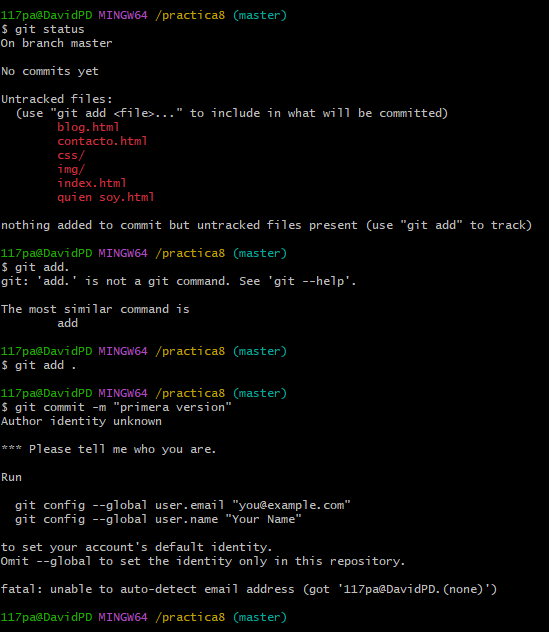 117pa@DavidPD MINGW64 /practica8 (master)
$ git status
On branch master
No commits yet
Untracked files:
(use "git add <file>..." to include in what will be committed)
blog.html
contacto.html
css/
img/
index.html
quien soy.html
nothing added to commit but untracked files present (use "git add" to track)
117pa@DavidPD MINGW64 /practica8 (master)
$ git add.
git: 'add.' is not a git command. See 'git --help'.
The most similar command is
add
117pa@DavidPD MINGW64 /practica8 (master)
$ git add .
117pa@DavidPD MINGW64 /practica8 (master)
$ git commit -m "primera version"
Author identity unknown
*** Please tell me who you are.
Run
git config --global user.email "you@example.com"
git config --global user.name "Your Name"
to set your account's default identity.
Omit --global to set the identity only in this repository.
fatal: unable to auto-detect email address (got '117pa@DavidPD.(none)')
117pa@DavidPD MINGW64 /practica8 (master)